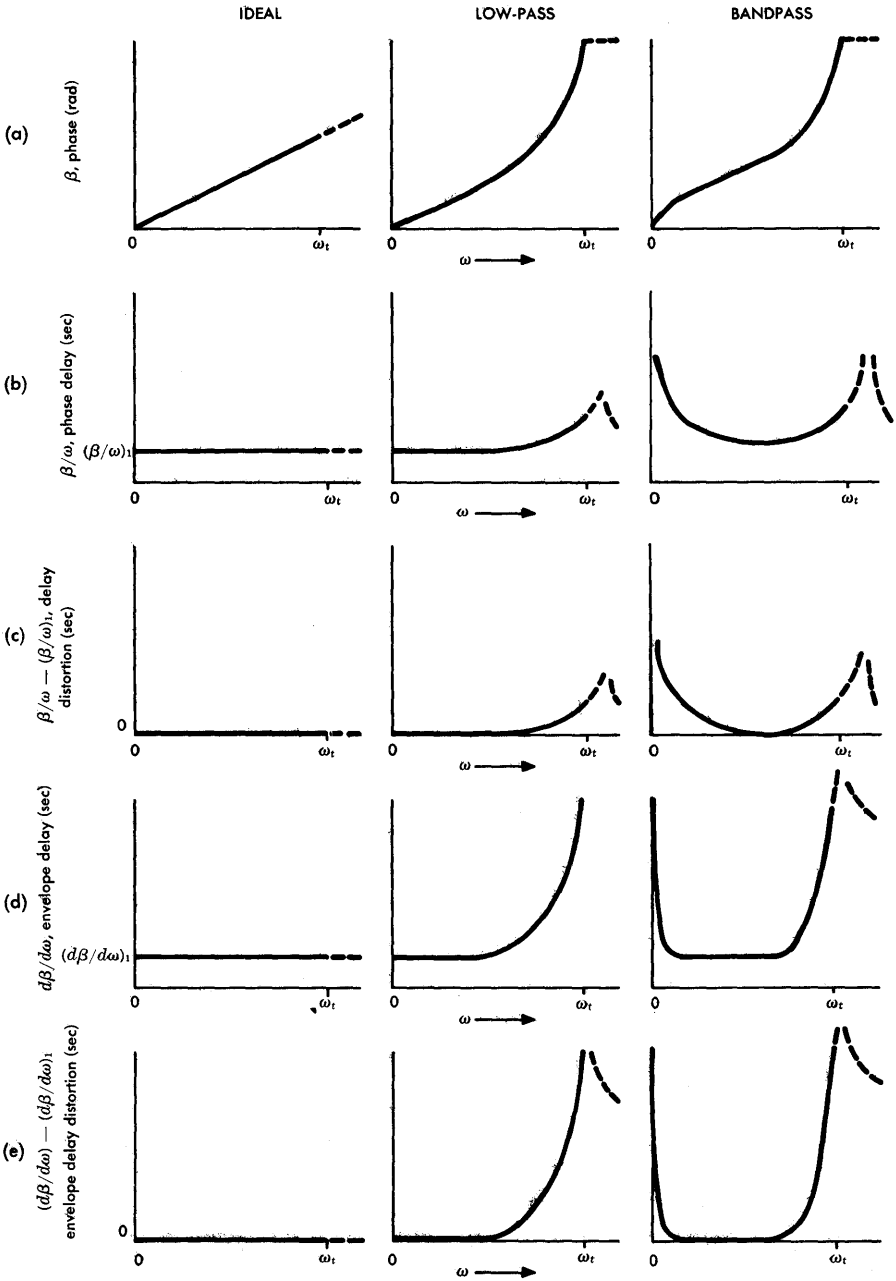 IDEAL LOW-PASS BANDPASS
(a)
β, phase (rad)
0 ωt
0 ωt
0 ωt
ω
(b)
β/ω, phase delay (sec)
(β/ω)₁
0 ωt
0 ωt
0 ωt
ω
(c)
β/ω — (β/ω)₁, delay
distortion (sec)
0
0 ωt
0 ωt
0 ωt
ω
(d)
dβ/dω, envelope delay (sec)
(dβ/dω)₁
0 ωt
0 ωt
0 ωt
ω
(e)
(dβ/dω) — (dβ/dω)₁
envelope delay distortion (sec)
0
0 ωt
0 ωt
0 ωt
ω